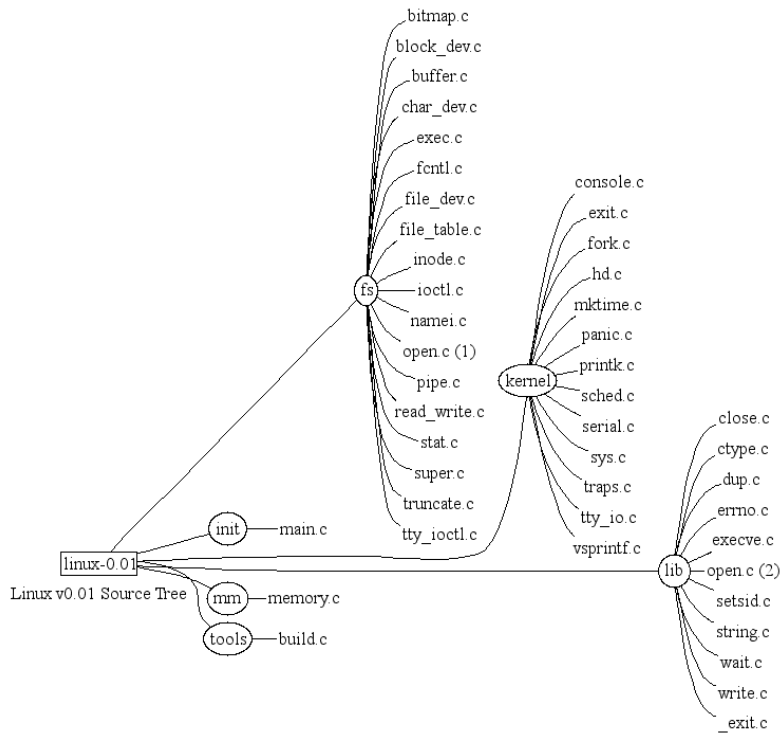 bitmap.c
block_dev.c
buffer.c
char_dev.c
exec.c
fcntl.c
file_dev.c
file_table.c
inode.c
fs
ioctl.c
namei.c
open.c (1)
pipe.c
read_write.c
stat.c
super.c
truncate.c
tty_ioctl.c
console.c
exit.c
fork.c
hd.c
mktime.c
panic.c
printk.c
kernel
sched.c
serial.c
sys.c
traps.c
tty_io.c
vsprintf.c
close.c
ctype.c
dup.c
errno.c
execve.c
lib
open.c (2)
setsid.c
string.c
wait.c
write.c
_exit.c
init
main.c
linux-0.01
Linux v0.01 Source Tree
mm
memory.c
tools
build.c